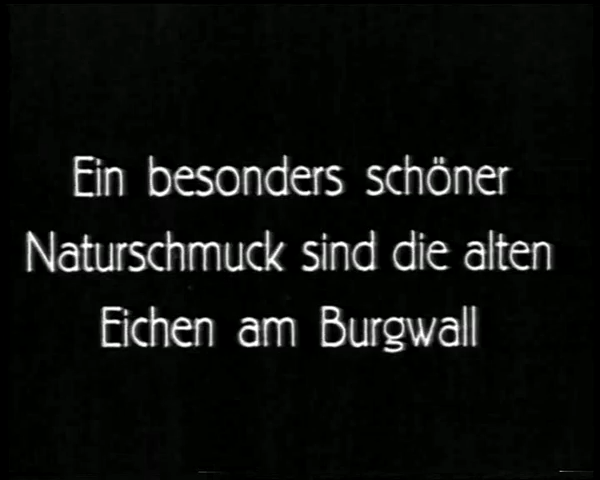 Ein besonders schöner
Naturschmuck sind die alten
Eichen am Burgwall